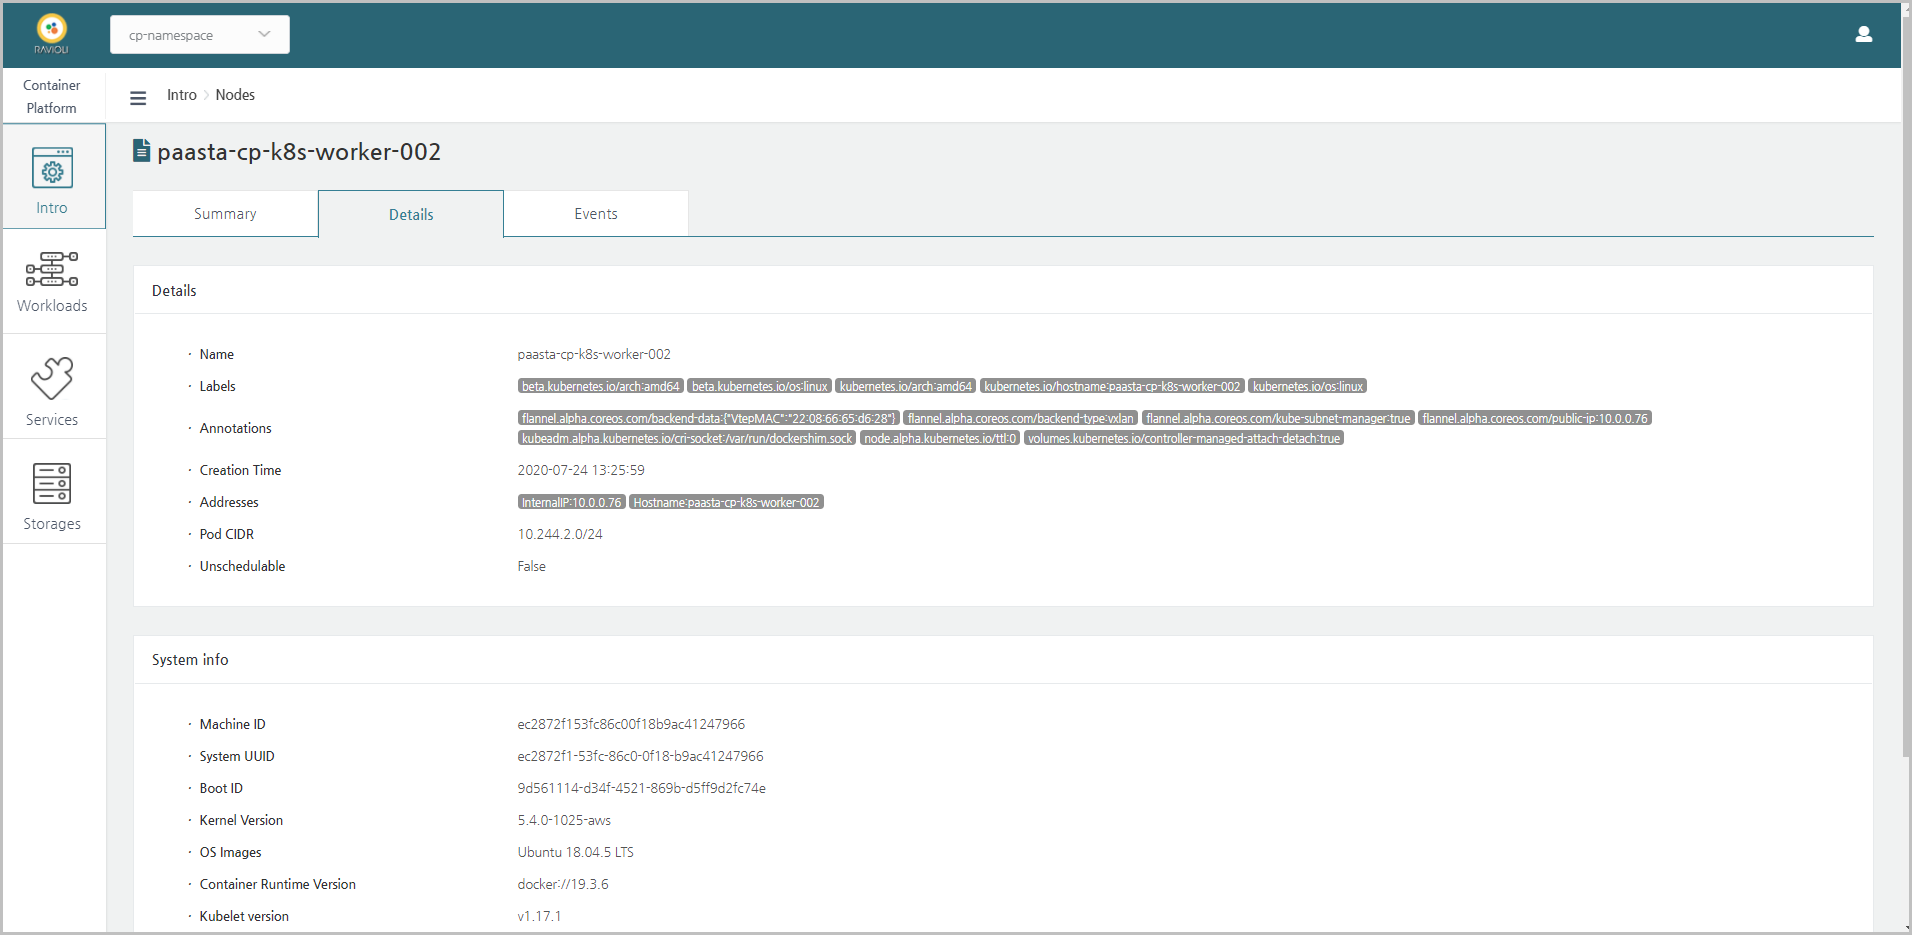 RAVIOLI
cp-namespace
Container
Platform
Intro
Workloads
Services
Storages
Intro > Nodes
paasta-cp-k8s-worker-002
Summary
Details
Events
Details
· Name paasta-cp-k8s-worker-002
· Labels beta.kubernetes.io/arch:amd64 beta.kubernetes.io/os:linux kubernetes.io/arch:amd64 kubernetes.io/hostname:paasta-cp-k8s-worker-002 kubernetes.io/os:linux
· Annotations flannel.alpha.coreos.com/backend-data:{"VtepMAC":"22:08:66:65:d6:28"} flannel.alpha.coreos.com/backend-type:vxlan flannel.alpha.coreos.com/kube-subnet-manager:true flannel.alpha.coreos.com/public-ip:10.0.0.76
kubeadm.alpha.kubernetes.io/cri-socket:/var/run/dockershim.sock node.alpha.kubernetes.io/ttl:0 volumes.kubernetes.io/controller-managed-attach-detach:true
· Creation Time 2020-07-24 13:25:59
· Addresses InternalIP:10.0.0.76 Hostname:paasta-cp-k8s-worker-002
· Pod CIDR 10.244.2.0/24
· Unschedulable False
System info
· Machine ID ec2872f153fc86c00f18b9ac41247966
· System UUID ec2872f1-53fc-86c0-0f18-b9ac41247966
· Boot ID 9d561114-d34f-4521-869b-d5ff9d2fc74e
· Kernel Version 5.4.0-1025-aws
· OS Images Ubuntu 18.04.5 LTS
· Container Runtime Version docker://19.3.6
· Kubelet version v1.17.1